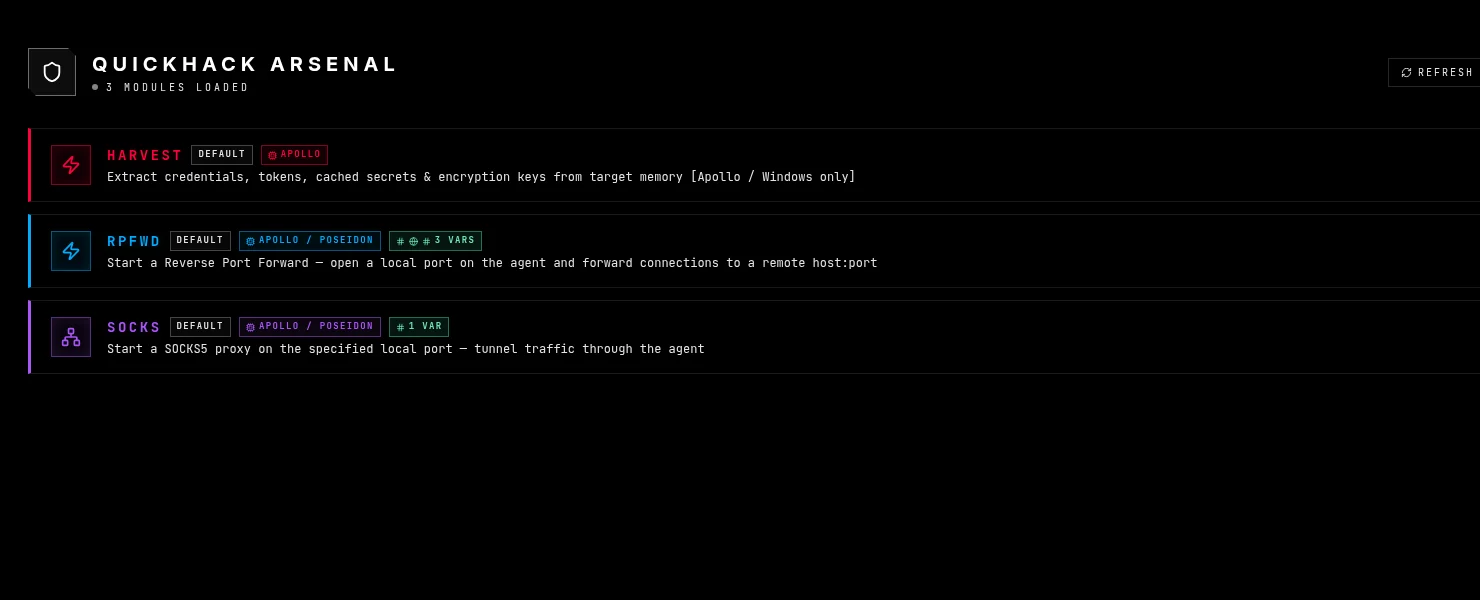 QUICKHACK ARSENAL
3 MODULES LOADED
REFRESH
HARVEST DEFAULT APOLLO
Extract credentials, tokens, cached secrets & encryption keys from target memory [Apollo / Windows only]
RPFWD DEFAULT APOLLO / POSEIDON 3 VARS
Start a Reverse Port Forward — open a local port on the agent and forward connections to a remote host:port
SOCKS DEFAULT APOLLO / POSEIDON 1 VAR
Start a SOCKS5 proxy on the specified local port — tunnel traffic through the agent